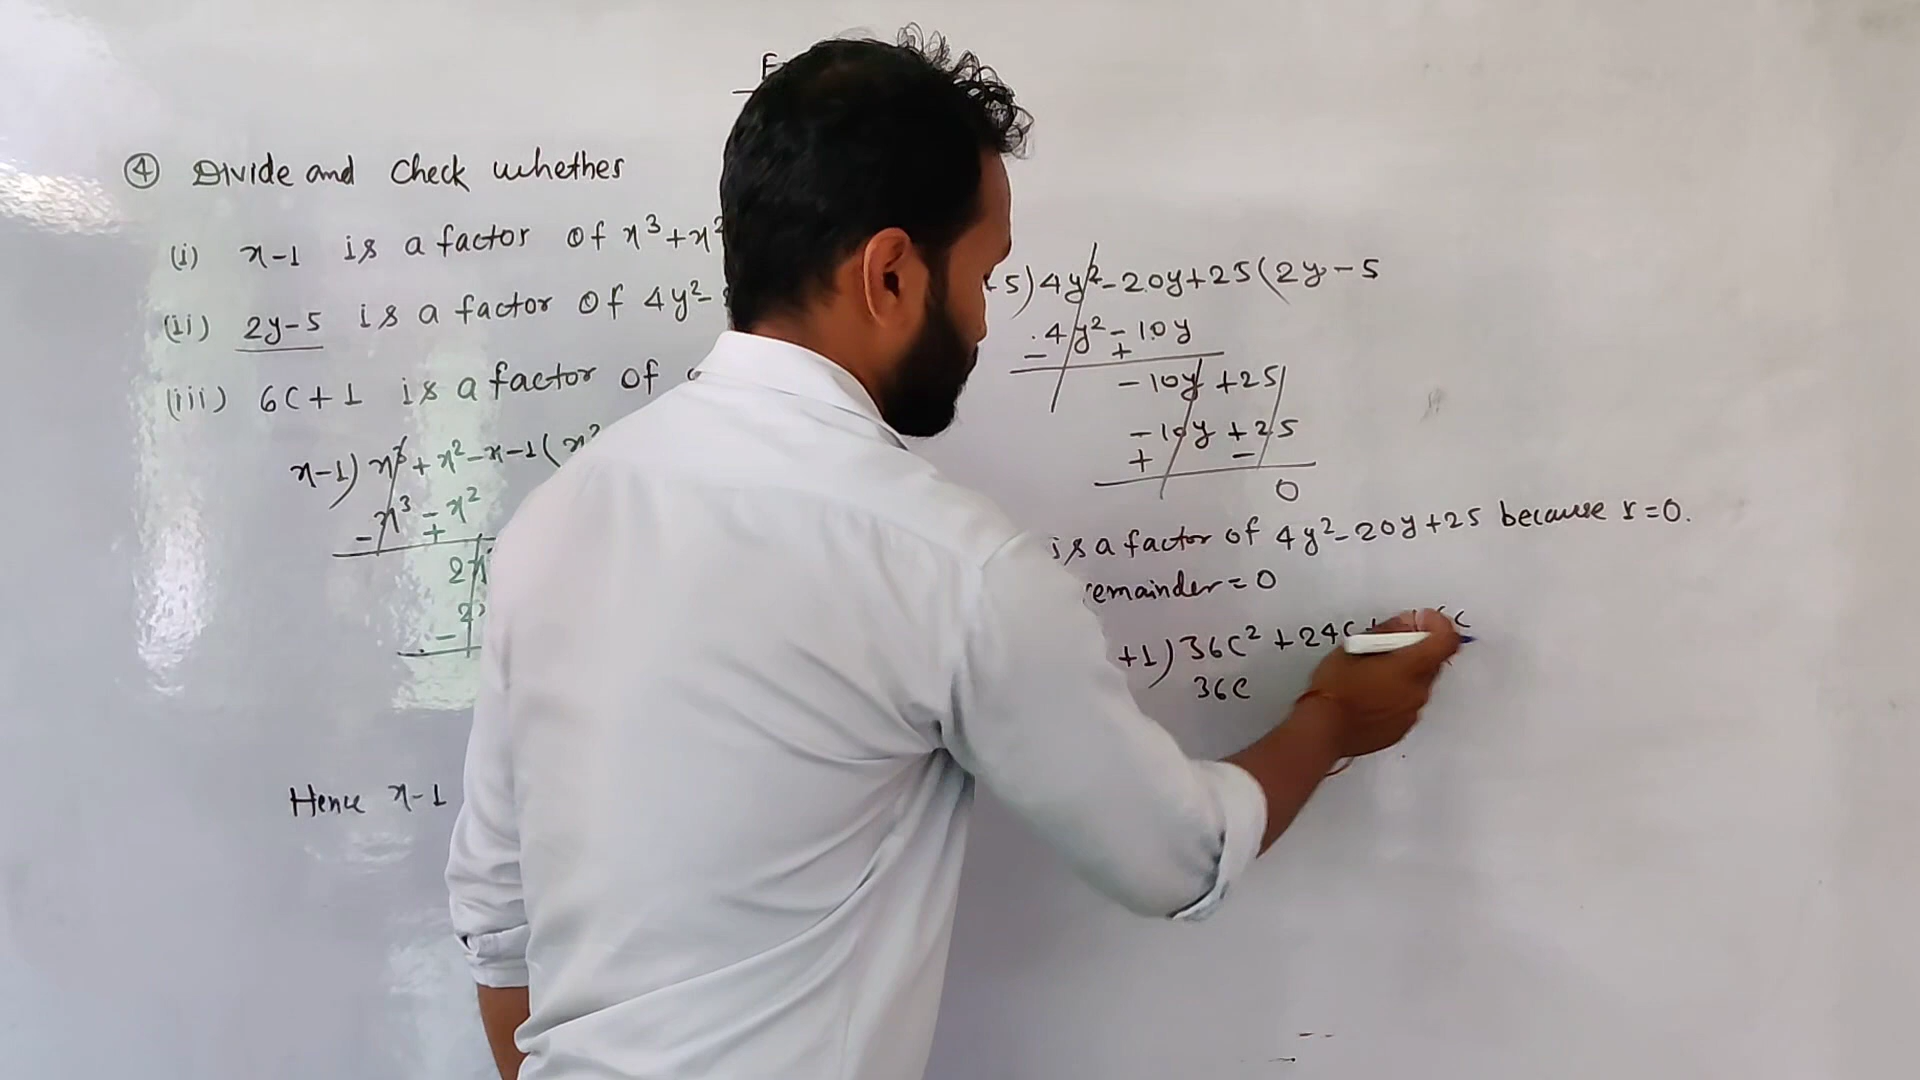 ④ Divide and check whether
(i) x-1 is a factor of x³+x²
(ii) 2y-5 is a factor of 4y²-
(iii) 6c+1 is a factor of
x-1) x³+x²-x-1(x²
-x³-x²
+
Hence x-1
5)4y²-20y+25(2y-5
4y²-10y
- +
-10y+25
-10y+25
+ -
0
is a factor of 4y²-20y+25 because r=0.
remainder=0
+1)36c²+24c+
36c